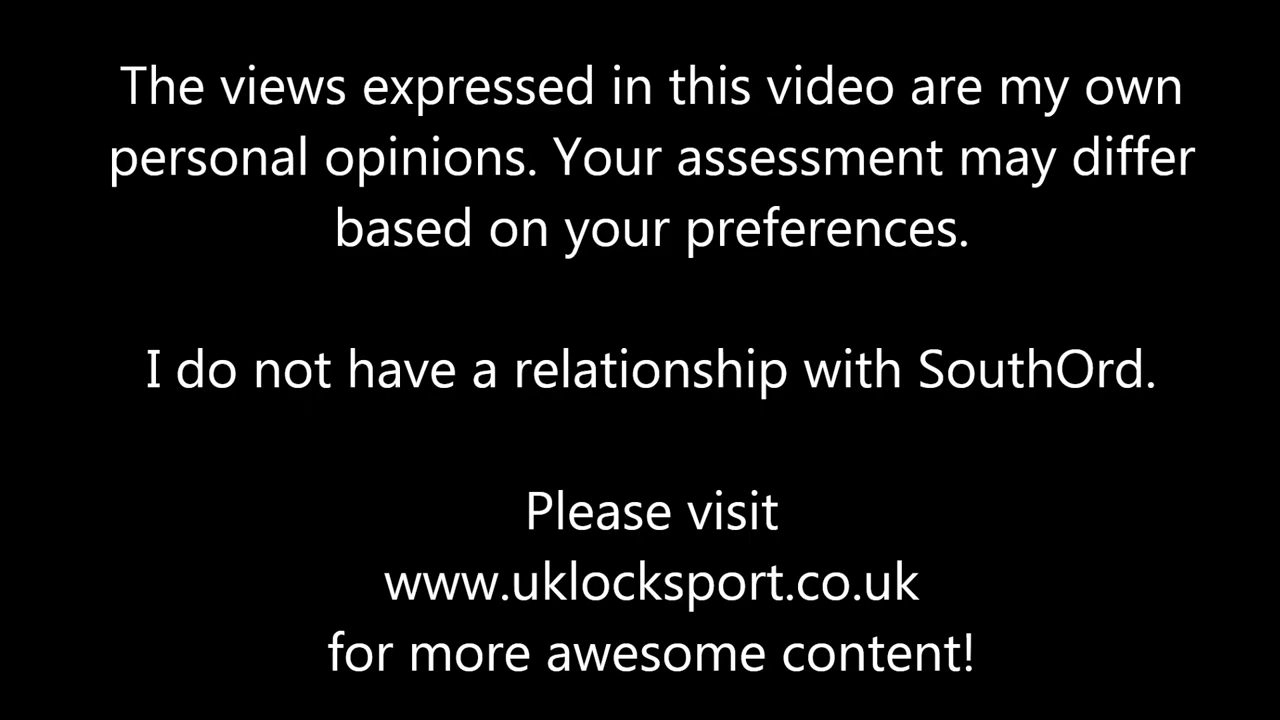 The views expressed in this video are my own
personal opinions. Your assessment may differ
based on your preferences.
I do not have a relationship with SouthOrd.
Please visit
www.uklocksport.co.uk
for more awesome content!